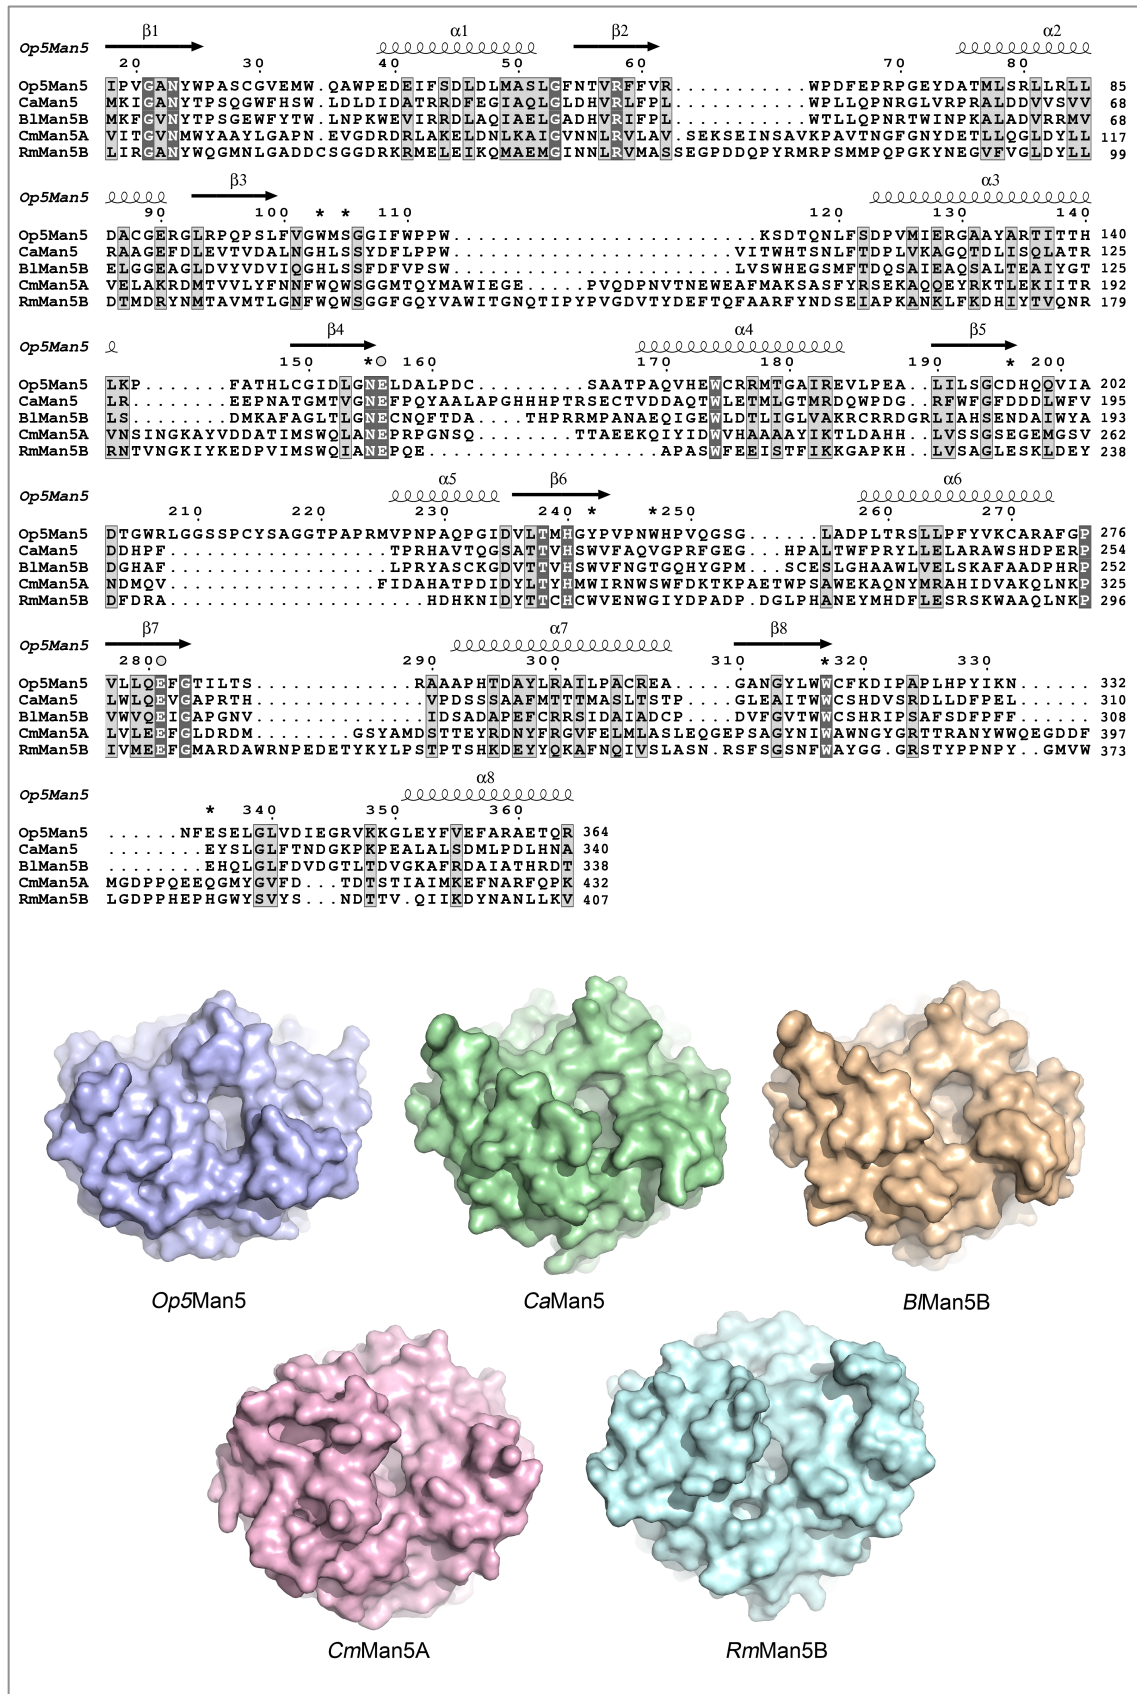 β1 α1 β2 α2
Op5Man5
20 30 40 50 60 70 80
Op5Man5 IPVGANYWPASCGVEMW.QAWPEDEIFSDLDLMASLGFNTVRFFVR...........WPDFEPRPGEYDATMLSRLLRLL 85
CaMan5 MKIGANYTPSQGWFHSW.LDLDIDATRRDFEGIAQLGLDHVRLFPL...........WPLLQPNRGLVRPRALDDVVSVV 68
BlMan5B MKFGVNYTPSGEWFYTW.LNPKWEVIRRDLAQIAELGADHVRIFPL...........WTLLQPNRTWINPKALADVRRMV 68
CmMan5A VITGVNMWYAAYLGAPNEVGDRDRLAKELDNLKALGVNNLRVLAV.SEKSEINSAVKPAVTNGFGNYDETLLQGLDYLL 117
RmMan5B LIRGANYWQGMNLGADDCSGGDRKRMELEIKQMAEMGINNLRVMASSEGPDDQPYRMRPSMMPQPGKYNEGVFVGLDYLL 99
β3 α3
Op5Man5
90 100 * * 110 120 130 140
Op5Man5 DACGERGLRPQPSLFVGWMSGGIFWPPW.........................KSDTQNLFSDPVMIERGAAYARTITTH 140
CaMan5 RAAGEFDLEVTVDALNGHLSSYDFLPPW.......................VITWHTSNLFTDPLVKAGQTDLISQLATR 125
BlMan5B ELGGEAGLDVYVDVIQGHLSSFDFVPSW.......................LVSWHEGSMFTDQSAIEAQSALTEAIYGT 125
CmMan5A VELAKRDMTVVLYFNNFWQWSGGMTQYMAWIEGE.....PVQDPNVTNEWEAFMAKSASFYRSEKAQQEYRKTLEKIITR 192
RmMan5B DTMDRYNMTAVMTLGNFWQWSGGFGQYVAWITGNQTIPYPVGDVTYDEFTQFAARFYNDSEIAPKANKLFKDHIYTVQNR 179
β4 α4 β5
Op5Man5
150 * 160 170 180 190 * 200
Op5Man5 LKP........FATHLCGIDLGNELDALPDC.........SAATPAQVHEWCRRMTGAIREVLPEA..LILSGCDHQQVIA 202
CaMan5 LR.........EEPNATGMTVLGNEFPQYAALAPGHHHPTRSECTVDDAQTWLETMLGTMRDQWPDG.RFWFGFDDDLWFV 195
BlMan5B LS.........DMKAFAGLTLGNECNQFTDA....THPRRMPANAEQIGEWLDTLIGLVAKRCRRDGRLIAHSENDAIWYA 193
CmMan5A VNSINGKAYVDDATIMSWQLANEPRPGNSQ........TTAEEKQIYIDWVHAAAAYIKTLDAHH..LVSSGSEGEMGSV 262
RmMan5B RNTVNGKIYKEDPVIMSWQIANEPQE...................APASWFEEISTFIKKGAPKH..LVSAGLESKLDEY 238
α5 β6 α6
Op5Man5
210 220 230 240 * * 250 260 270
Op5Man5 DTGWRLGGSSPCYSAGGTPAPRMVPNPAQPGIDVLTMHGYPVPNWHPVQGSG.....LADPLTRSLLPFYVKCARAFGP 276
CaMan5 DDHPF..................TPRHAVTQGSATTVHSWVFAQVGPRFGEG..HPALTWFPRYLLELARAWSHDERP 254
BlMan5B DGHAF..................LPRYASCKGDVTTVHSWVFNGTGQHYGPM..SCESLGHAAWLVELSKAFAADPHRP 252
CmMan5A NDMQV.................FIDAHATPDIDYLTYHMWIRNWSWFDKTKPAETWPSAWEKAQNYMRAHIDVAKQLNKP 325
RmMan5B DFDRA.....................HDHKNIDYTTCHCWVENWGIYDPADP.DGLPHANEYMHDFLESRSKWAAQLNKP 296
β7 α7 β8
Op5Man5
280 290 300 310 * 320 330
Op5Man5 VLLQEFGTILTS.............RAAAPHTDAYLRAILPACREA.....GANGYLWWCFKDIPAPLHPYIKN...... 332
CaMan5 LWLQEVGAPRTH.............VPDSSSAAFMTTTMASLTSTP.....GLEAITWWCSHDVSRDLLDFPEL...... 310
BlMan5B VWVQEIGAPGNV.............IPDSADAPEFCRRSIDAIADCP.....DVFGVTWWCSHRIPSAFSDFPFF...... 308
CmMan5A LVLEEFGLDRDM........GSYAMDSTTEYRDNYFRGVFELMLASLEQGEPSAGYNIWAWNGYGRTTRANYWWQEGDDF 397
RmMan5B IVMEEFGMARDAWRNPEDETYKYLPSTPTSHKDEYYQKAFNQIVSLASN.RSFSGSNFWAYGG.GRSTYPPNPY.GMVW 373
α8
Op5Man5
* 340 350 360
Op5Man5 ......NFESELGLVDIEGRVKKGLEYFVEFARAETQR 364
CaMan5 ........EYSLGLFTNDGKPKPEALALSDMLPDLHNA 340
BlMan5B ........EHQLGLFDVDGTLTDVGKAFRDAIATHRDT 338
CmMan5A MGDPPQEEQGMYGVFD...TDTSTIAIMKEFNARFQPK 432
RmMan5B LGDPPHEPHGWYSVYS...NDTTV.QIIKDYNANLLKV 407
Op5Man5 CaMan5 BlMan5B
CmMan5A RmMan5B